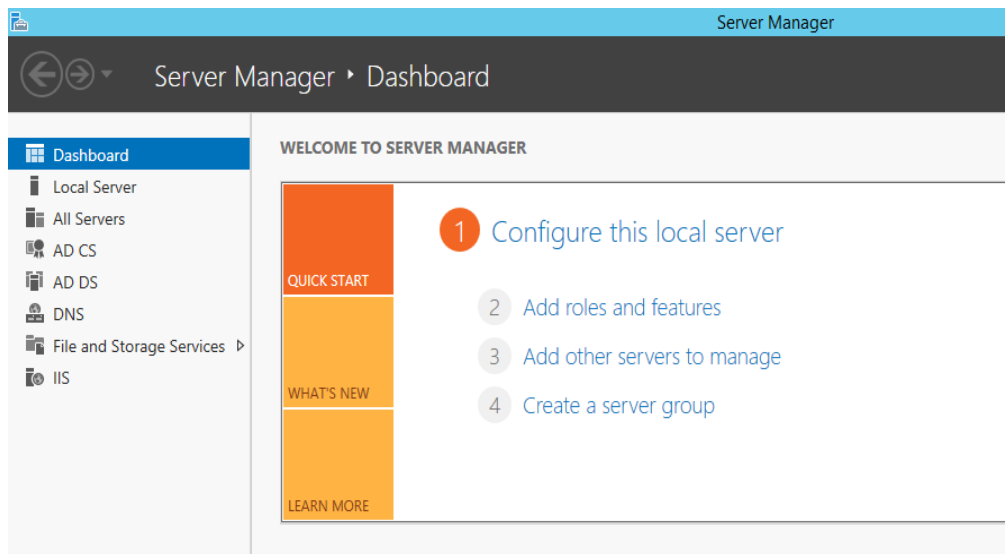 Server Manager
Server Manager ‣ Dashboard
Dashboard
Local Server
All Servers
AD CS
AD DS
DNS
File and Storage Services
IIS
WELCOME TO SERVER MANAGER
QUICK START
WHAT'S NEW
LEARN MORE
1 Configure this local server
2 Add roles and features
3 Add other servers to manage
4 Create a server group